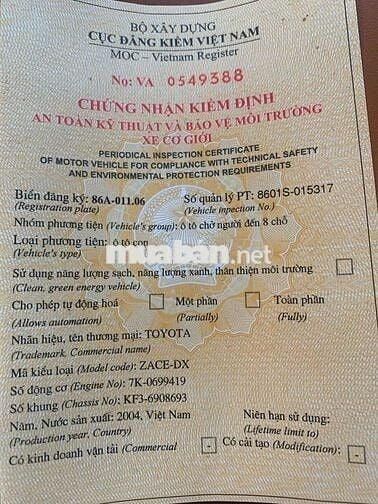 BỘ XÂY DỰNG
CỤC ĐĂNG KIỂM VIỆT NAM
MOC – Vietnam Register
No: VA 0549388
CHỨNG NHẬN KIỂM ĐỊNH
AN TOÀN KỸ THUẬT VÀ BẢO VỆ MÔI TRƯỜNG
XE CƠ GIỚI
PERIODICAL INSPECTION CERTIFICATE
OF MOTOR VEHICLE FOR COMPLIANCE WITH TECHNICAL SAFETY
AND ENVIRONMENTAL PROTECTION REQUIREMENTS
Biển đăng ký: 86A-011.06 Số quản lý PT: 8601S-015317
(Registration plate) (Vehicle inpection No.)
Nhóm phương tiện (Vehicle's group): ô tô chở người đến 8 chỗ
Loại phương tiện: ô tô con
(Vehicle's type)
muaban.net
Sử dụng năng lượng sạch, năng lượng xanh, thân thiện môi trường
(Clean, green energy vehicle)
Cho phép tự động hoá Một phần Toàn phần
(Allows automation) (Partially) (Fully)
Nhãn hiệu, tên thương mại: TOYOTA
(Trademark, Commercial name)
Mã kiểu loại (Model code): ZACE-DX
Số động cơ (Engine No): 7K-0699419
Số khung (Chassis No): KF3-6908693
Năm, Nước sản xuất: 2004, Việt Nam Niên hạn sử dụng:
(Production year, Country) (Lifetime limit to)
Có kinh doanh vận tải (Commercial - Có cải tạo (Modification): -